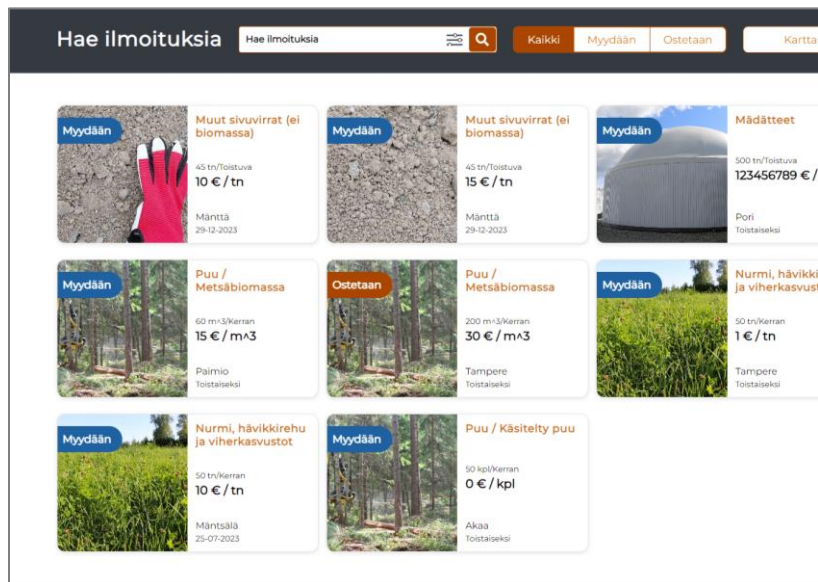 Hae ilmoituksia
Hae ilmoituksia
Kaikki
Myydään
Ostetaan
Kartta
Myydään
Muut sivuvirrat (ei
biomassa)
45 tn/Toistuva
10 € / tn
Mänttä
29-12-2023
Myydään
Muut sivuvirrat (ei
biomassa)
45 tn/Toistuva
15 € / tn
Mänttä
29-12-2023
Myydään
Mädätteet
500 tn/Toistuva
123456789 € /
Pori
Toistaiseksi
Myydään
Puu /
Metsäbiomassa
60 m^3/Kerran
15 € / m^3
Paimio
Toistaiseksi
Ostetaan
Puu /
Metsäbiomassa
200 m^3/Kerran
30 € / m^3
Tampere
Toistaiseksi
Myydään
Nurmi, hävikki
ja viherkasvust
50 tn/Kerran
1 € / tn
Tampere
Toistaiseksi
Myydään
Nurmi, hävikkirehu
ja viherkasvustot
50 tn/Kerran
10 € / tn
Mäntsälä
25-07-2023
Myydään
Puu / Käsitelty puu
50 kpl/Kerran
0 € / kpl
Akaa
Toistaiseksi